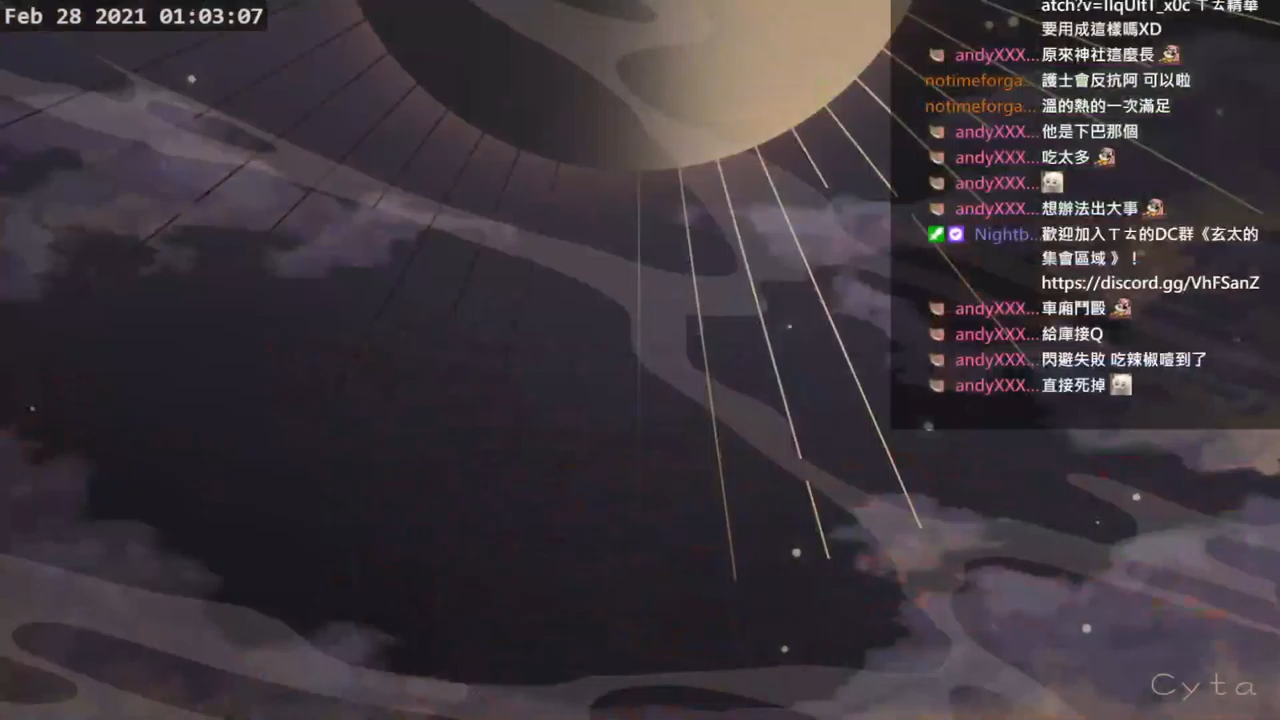 Feb 28 2021 01:03:07
atch?v=IIqUItT_x0c ㄒㄊ精華
要用成這樣嗎XD
andyXXX... 原來神社這麼長
notimeforga... 護士會反抗阿 可以啦
notimeforga... 溫的熱的一次滿足
andyXXX... 他是下巴那個
andyXXX... 吃太多
andyXXX...
andyXXX... 想辦法出大事
Nightb... 歡迎加入ㄒㄊ的DC群《玄太的
集會區域 》！
https://discord.gg/VhFSanZ
andyXXX... 車廂鬥毆
andyXXX... 給庫接Q
andyXXX... 閃避失敗 吃辣椒噎到了
andyXXX... 直接死掉
Cyta